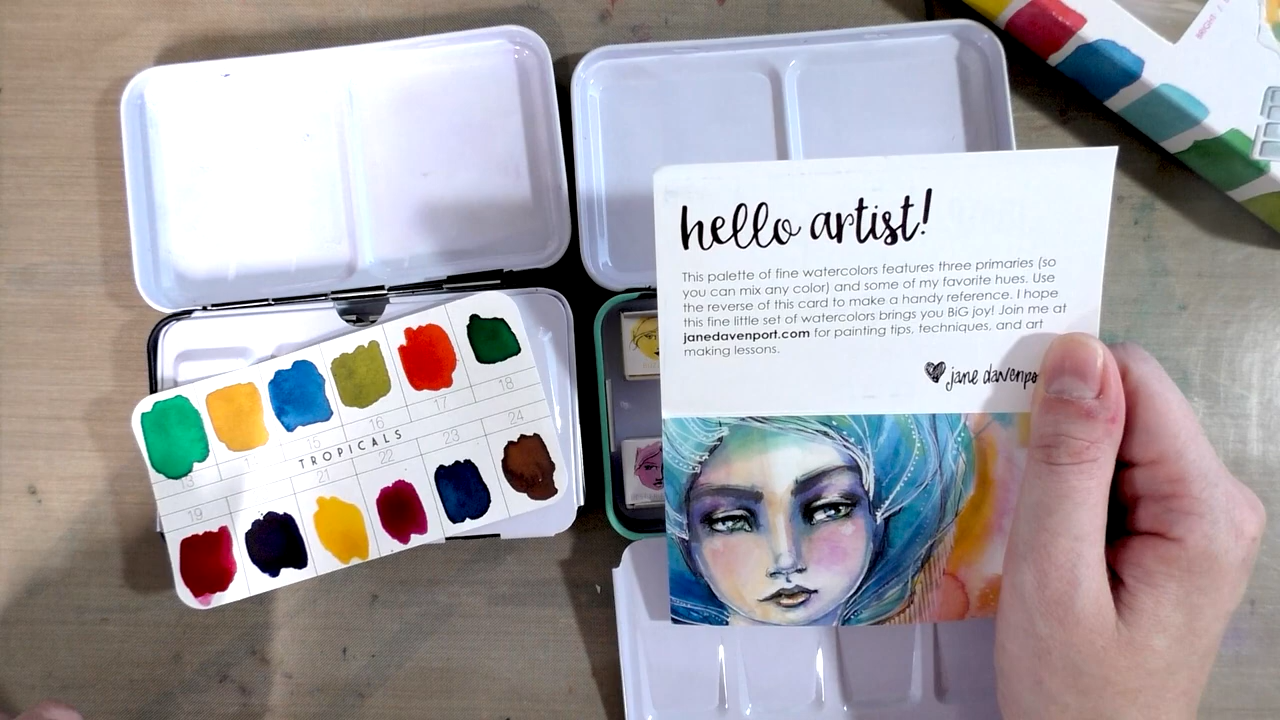 hello artist!
This palette of fine watercolors features three primaries (so
you can mix any color) and some of my favorite hues. Use
the reverse of this card to make a handy reference. I hope
this fine little set of watercolors brings you BiG joy! Join me at
janedavenport.com for painting tips, techniques, and art
making lessons.
jane
13
15
16
17
18
TROPICALS
19
21
22
23
24
BRIGHT